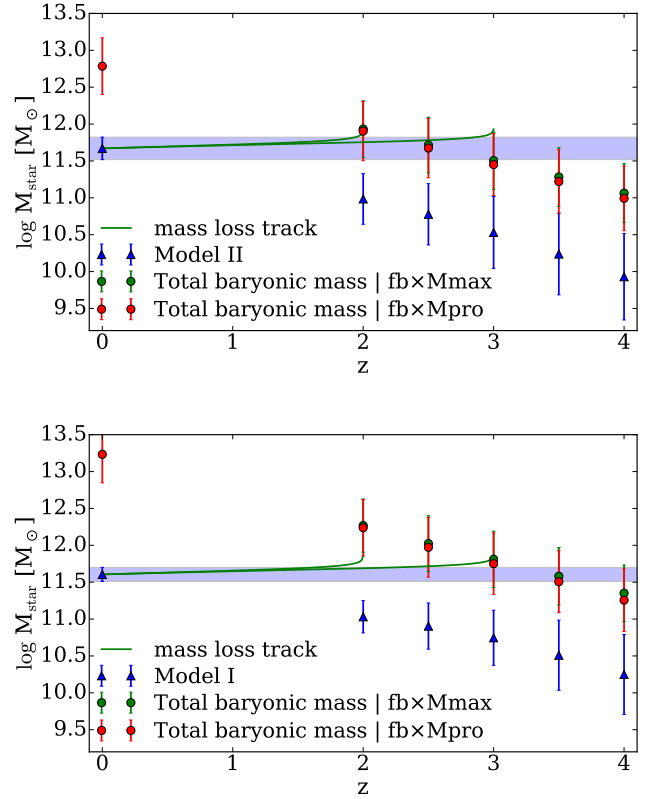 13.5
13.0
12.5
12.0
11.5
11.0
10.5
10.0
9.5
log M_star [M_⊙]
mass loss track
Model II
Total baryonic mass | fb×Mmax
Total baryonic mass | fb×Mpro
0 1 2 3 4
z
13.5
13.0
12.5
12.0
11.5
11.0
10.5
10.0
9.5
log M_star [M_⊙]
mass loss track
Model I
Total baryonic mass | fb×Mmax
Total baryonic mass | fb×Mpro
0 1 2 3 4
z